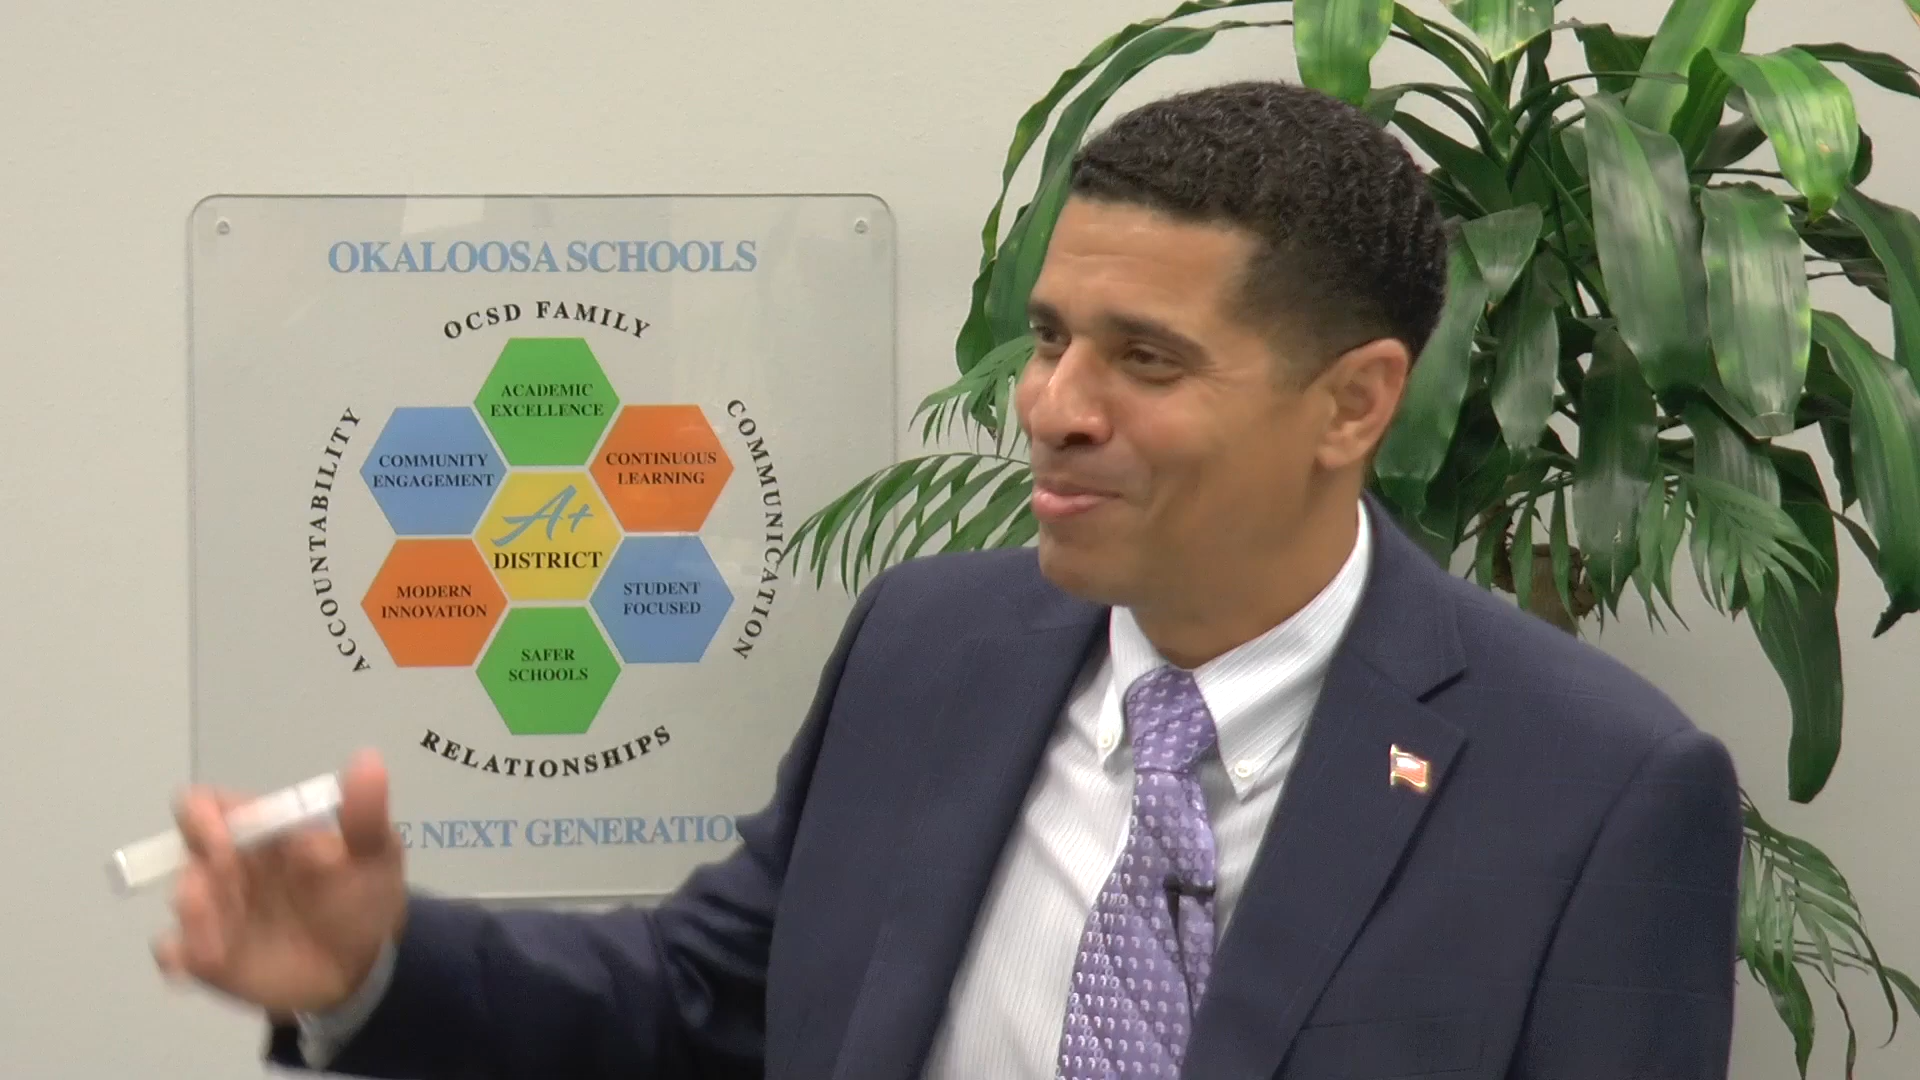 OKALOOSA SCHOOLS
OCSD FAMILY
ACCOUNTABILITY
COMMUNICATION
ACADEMIC
EXCELLENCE
COMMUNITY
ENGAGEMENT
CONTINUOUS
LEARNING
A+
DISTRICT
MODERN
INNOVATION
STUDENT
FOCUSED
SAFER
SCHOOLS
RELATIONSHIPS
E NEXT GENERATIO